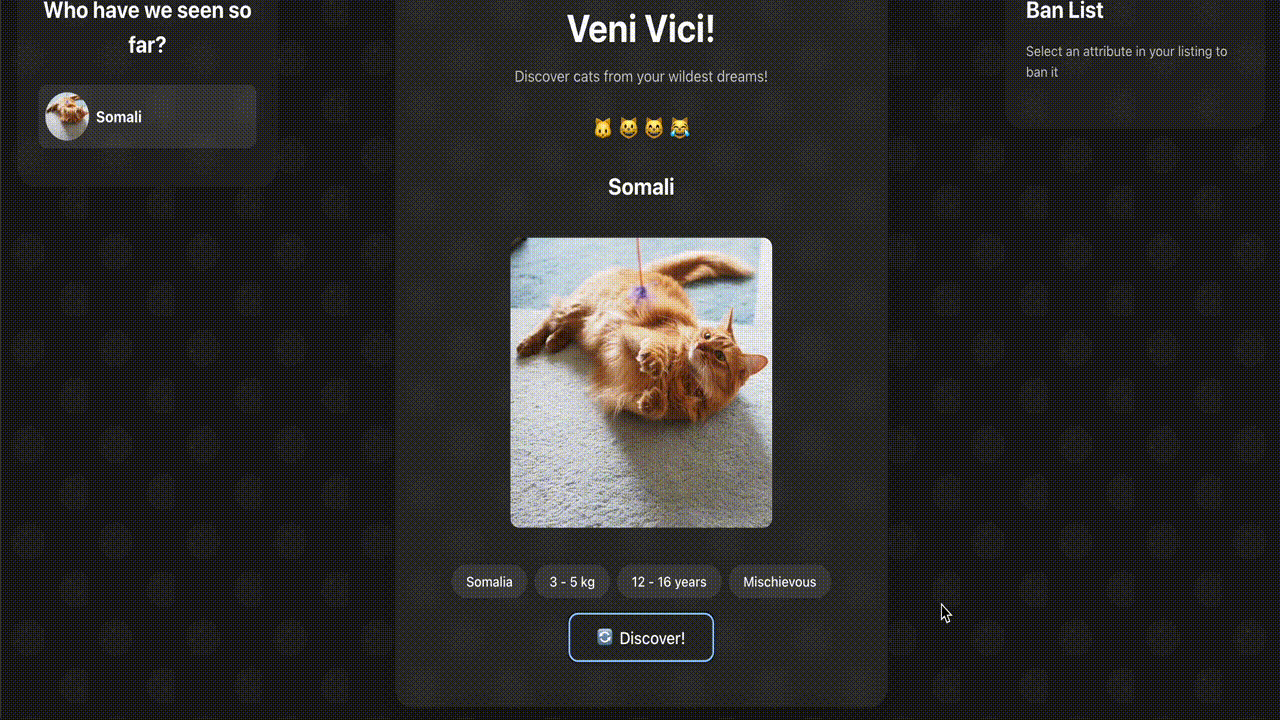 Who have we seen so
far?
Somali
Veni Vici!
Discover cats from your wildest dreams!
Somali
Somalia
3 - 5 kg
12 - 16 years
Mischievous
Discover!
Ban List
Select an attribute in your listing to
ban it